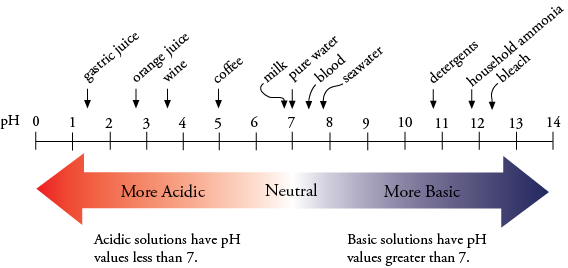 gastric juice
orange juice
wine
coffee
milk
pure water
blood
seawater
detergents
household ammonia
bleach
pH 0 1 2 3 4 5 6 7 8 9 10 11 12 13 14
More Acidic Neutral More Basic
Acidic solutions have pH
values less than 7.
Basic solutions have pH
values greater than 7.